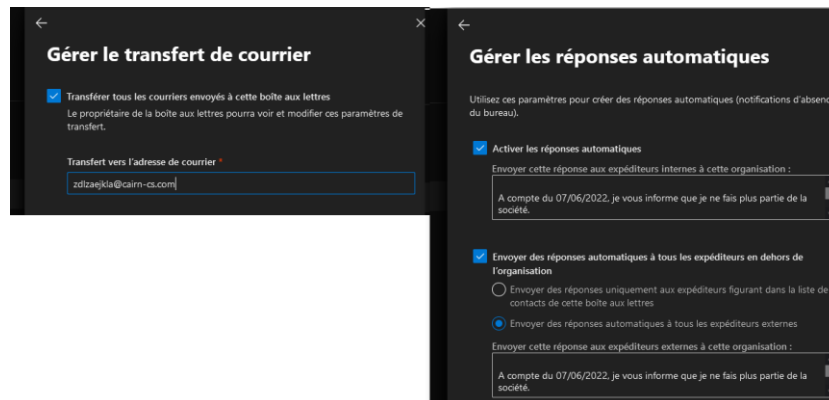 Gérer le transfert de courrier
Transférer tous les courriers envoyés à cette boîte aux lettres
Le propriétaire de la boîte aux lettres pourra voir et modifier ces paramètres de
transfert.
Transfert vers l'adresse de courrier *
zdlzaejkla@cairn-cs.com
Gérer les réponses automatiques
Utilisez ces paramètres pour créer des réponses automatiques (notifications d'absenc
du bureau).
Activer les réponses automatiques
Envoyer cette réponse aux expéditeurs internes à cette organisation :
A compte du 07/06/2022, je vous informe que je ne fais plus partie de la
société.
Envoyer des réponses automatiques à tous les expéditeurs en dehors de
l'organisation
Envoyer des réponses uniquement aux expéditeurs figurant dans la liste de
contacts de cette boîte aux lettres
Envoyer des réponses automatiques à tous les expéditeurs externes
Envoyer cette réponse aux expéditeurs externes à cette organisation :
A compte du 07/06/2022, je vous informe que je ne fais plus partie de la
société.